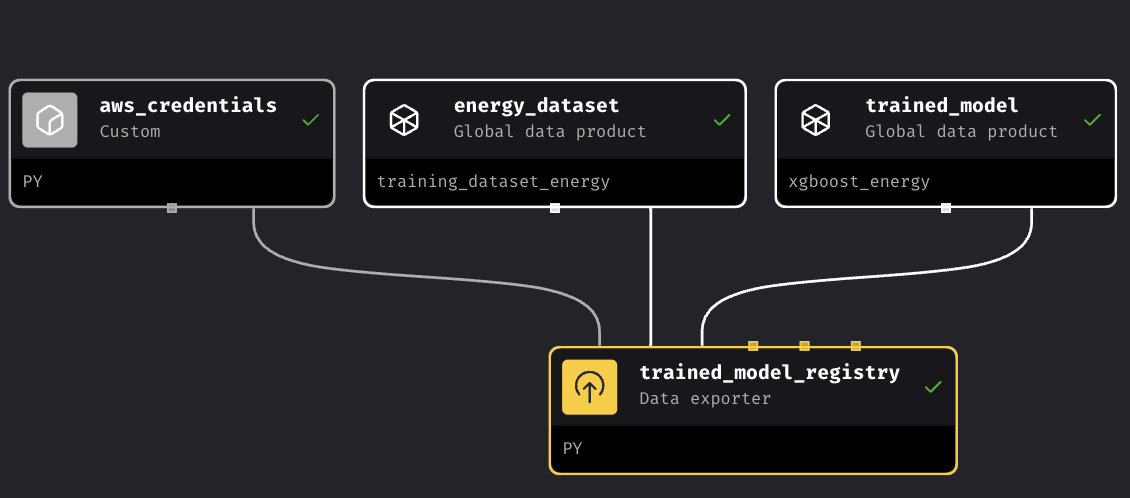 aws_credentials
Custom
PY
energy_dataset
Global data product
training_dataset_energy
trained_model
Global data product
xgboost_energy
trained_model_registry
Data exporter
PY